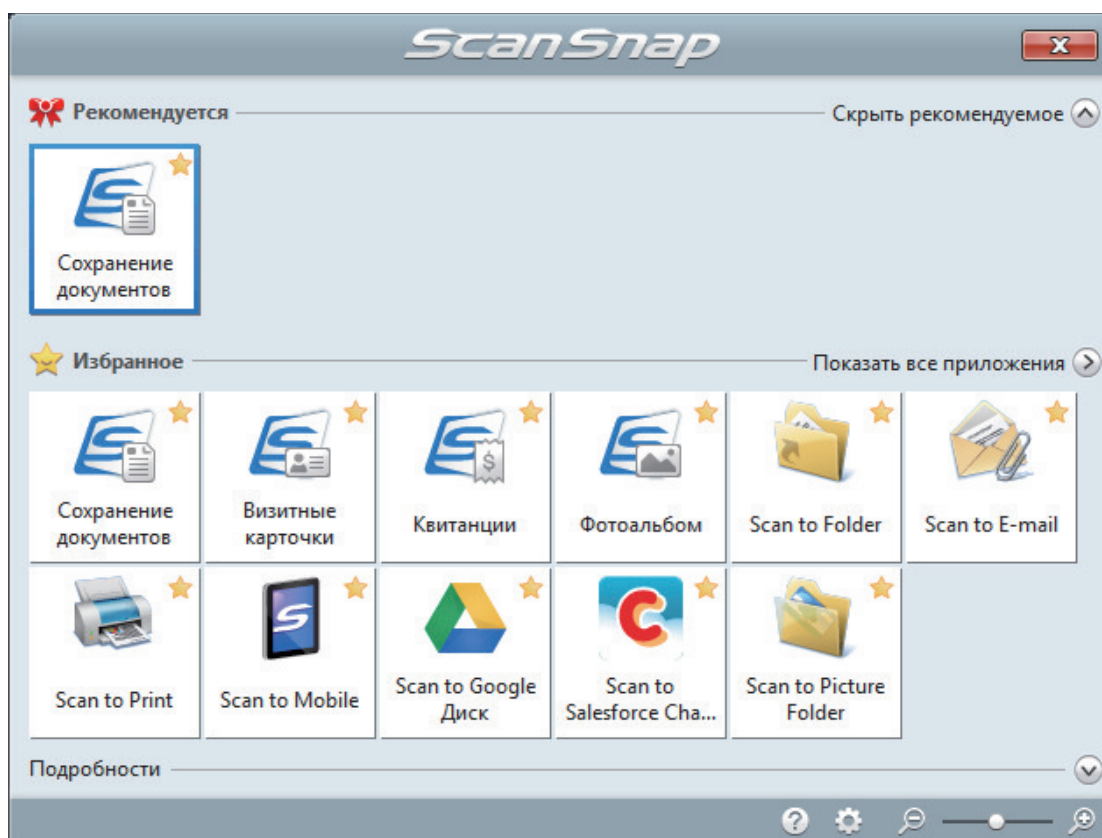 ScanSnap
Рекомендуется
Скрыть рекомендуемое
Сохранение
документов
Избранное
Показать все приложения
Сохранение
документов
Визитные
карточки
Квитанции
Фотоальбом
Scan to Folder
Scan to E-mail
Scan to Print
Scan to Mobile
Scan to Google
Диск
Scan to
Salesforce Cha...
Scan to Picture
Folder
Подробности